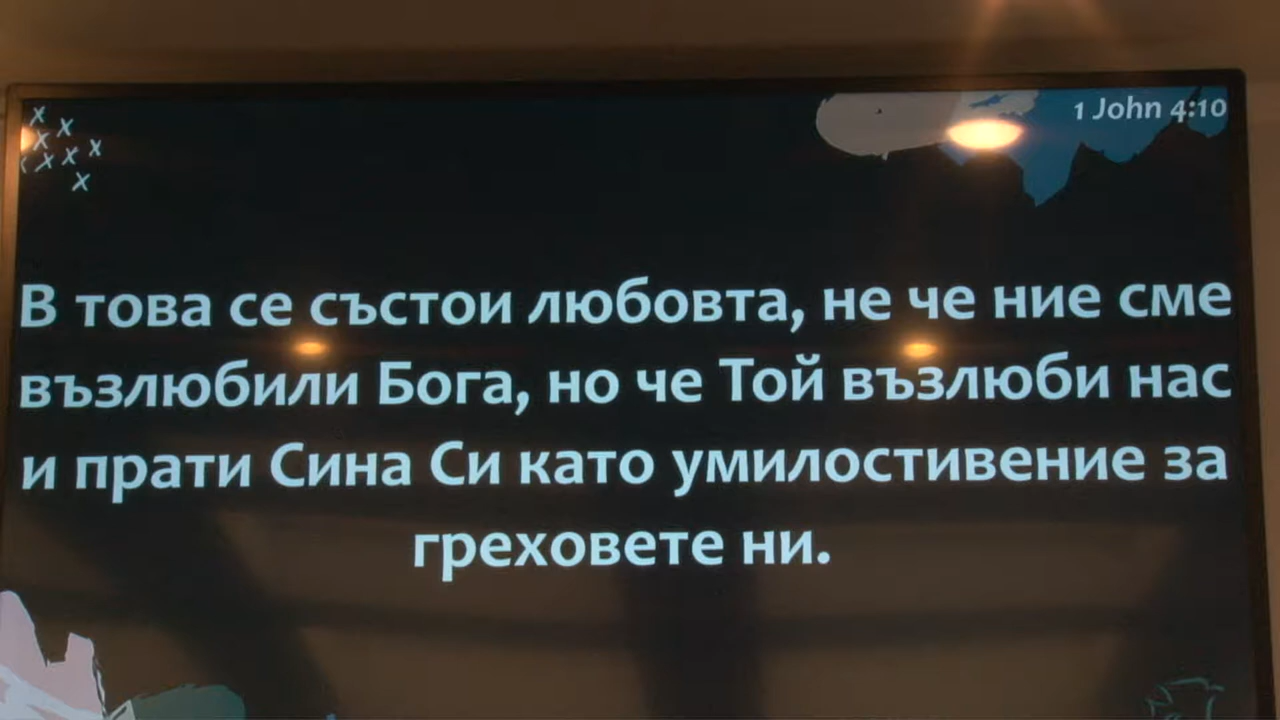 1 John 4:10
В това се състои любовта, не че ние сме
възлюбили Бога, но че Той възлюби нас
и прати Сина Си като умилостивение за
греховете ни.